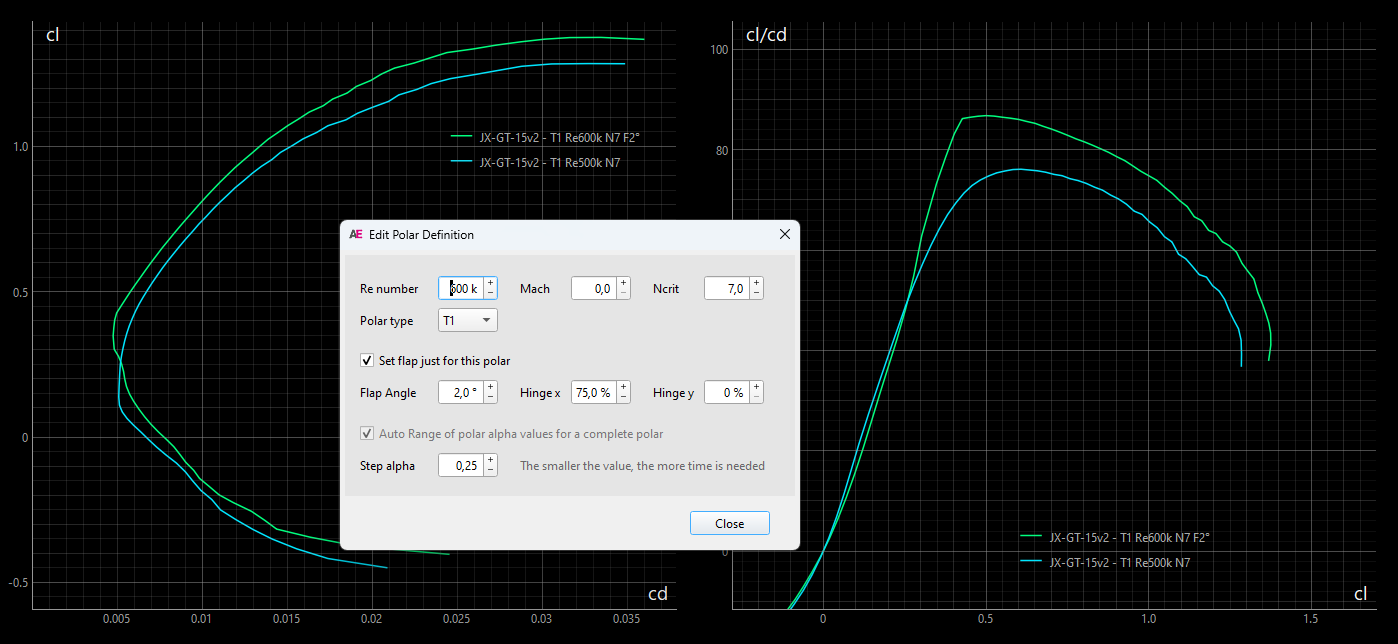 cl
1.0
0.5
0
-0.5
0.005
0.01
0.015
0.02
0.025
0.03
0.035
cd
JX-GT-15v2 - T1 Re600k N7 F2°
JX-GT-15v2 - T1 Re500k N7
AE Edit Polar Definition
Re number 600 k Mach 0,0 Ncrit 7,0
Polar type T1
Set flap just for this polar
Flap Angle 2,0 ° Hinge x 75,0 % Hinge y 0 %
Auto Range of polar alpha values for a complete polar
Step alpha 0,25 The smaller the value, the more time is needed
Close
cl/cd
100
80
0
0
0.5
1.0
1.5
cl
JX-GT-15v2 - T1 Re600k N7 F2°
JX-GT-15v2 - T1 Re500k N7